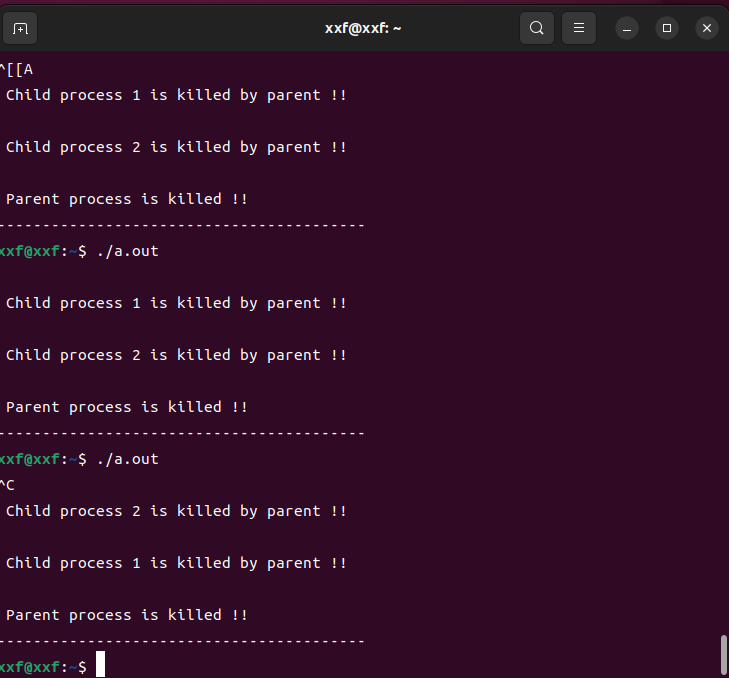 xxf@xxf: ~
^[[A
Child process 1 is killed by parent !!
Child process 2 is killed by parent !!
Parent process is killed !!
-----------------------------------------
xxf@xxf:~$ ./a.out
Child process 1 is killed by parent !!
Child process 2 is killed by parent !!
Parent process is killed !!
-----------------------------------------
xxf@xxf:~$ ./a.out
^C
Child process 2 is killed by parent !!
Child process 1 is killed by parent !!
Parent process is killed !!
-----------------------------------------
xxf@xxf:~$